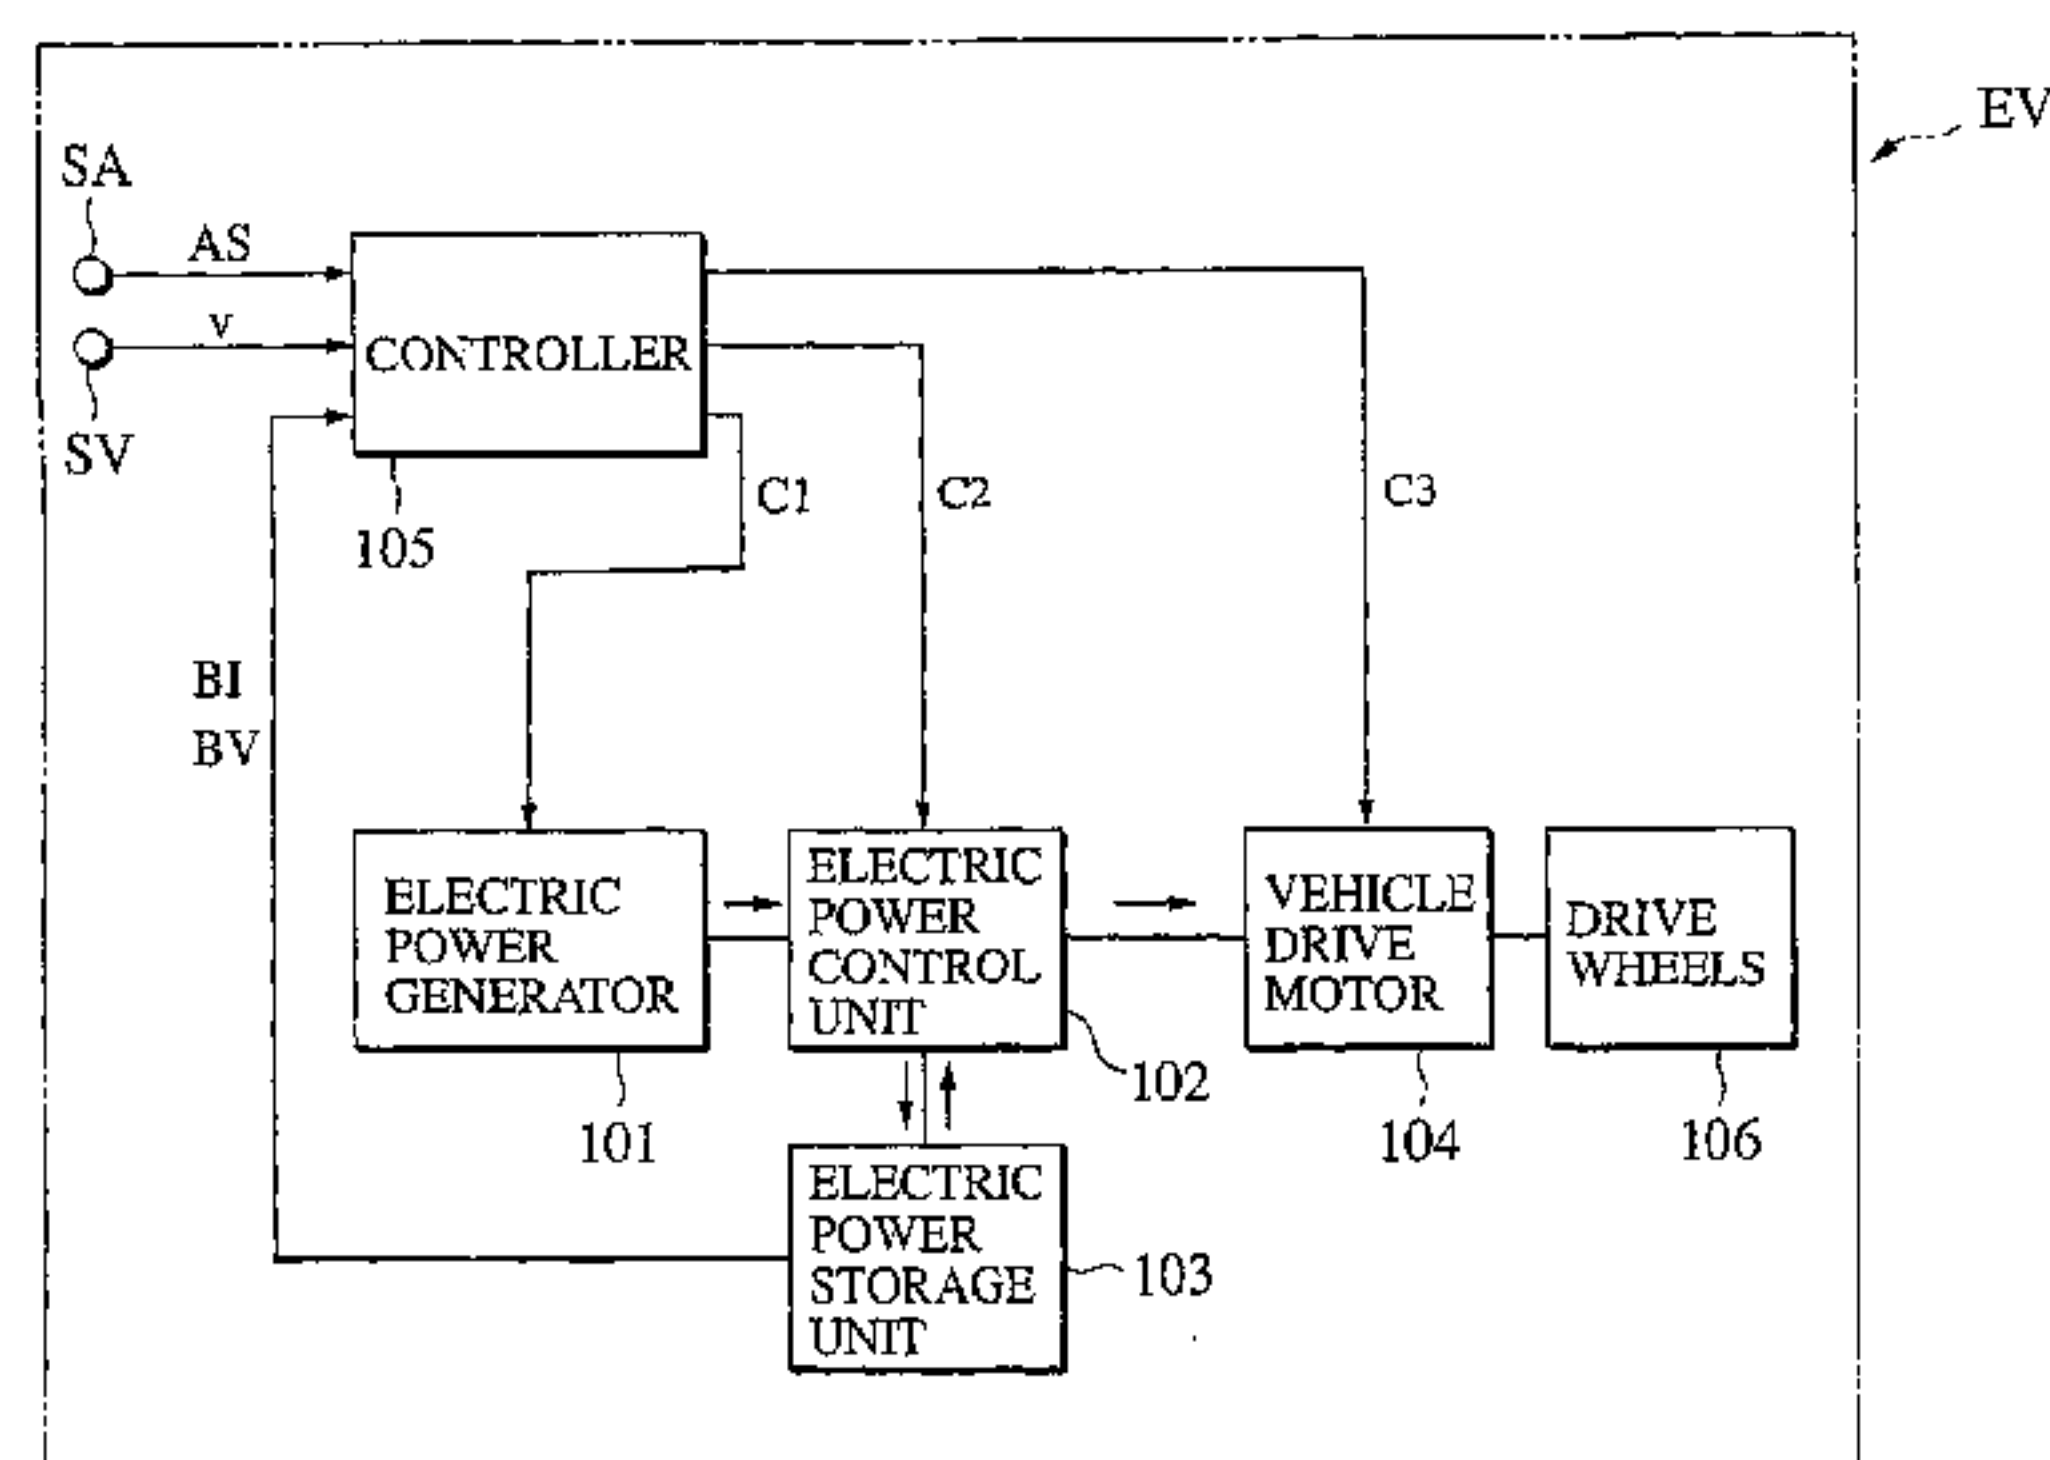 EV
SA
AS
v
CONTROLLER
SV
C1
C2
C3
105
BI
BV
ELECTRIC
POWER
GENERATOR
ELECTRIC
POWER
CONTROL
UNIT
VEHICLE
DRIVE
MOTOR
DRIVE
WHEELS
102
101
104
106
ELECTRIC
POWER
STORAGE
UNIT
103